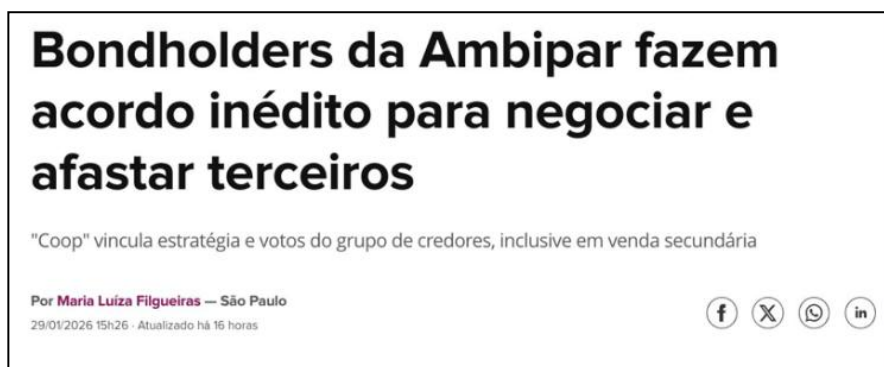 Bondholders da Ambipar fazem
acordo inédito para negociar e
afastar terceiros
"Coop" vincula estratégia e votos do grupo de credores, inclusive em venda secundária
Por Maria Luíza Filgueiras — São Paulo
29/01/2026 15h26 · Atualizado há 16 horas